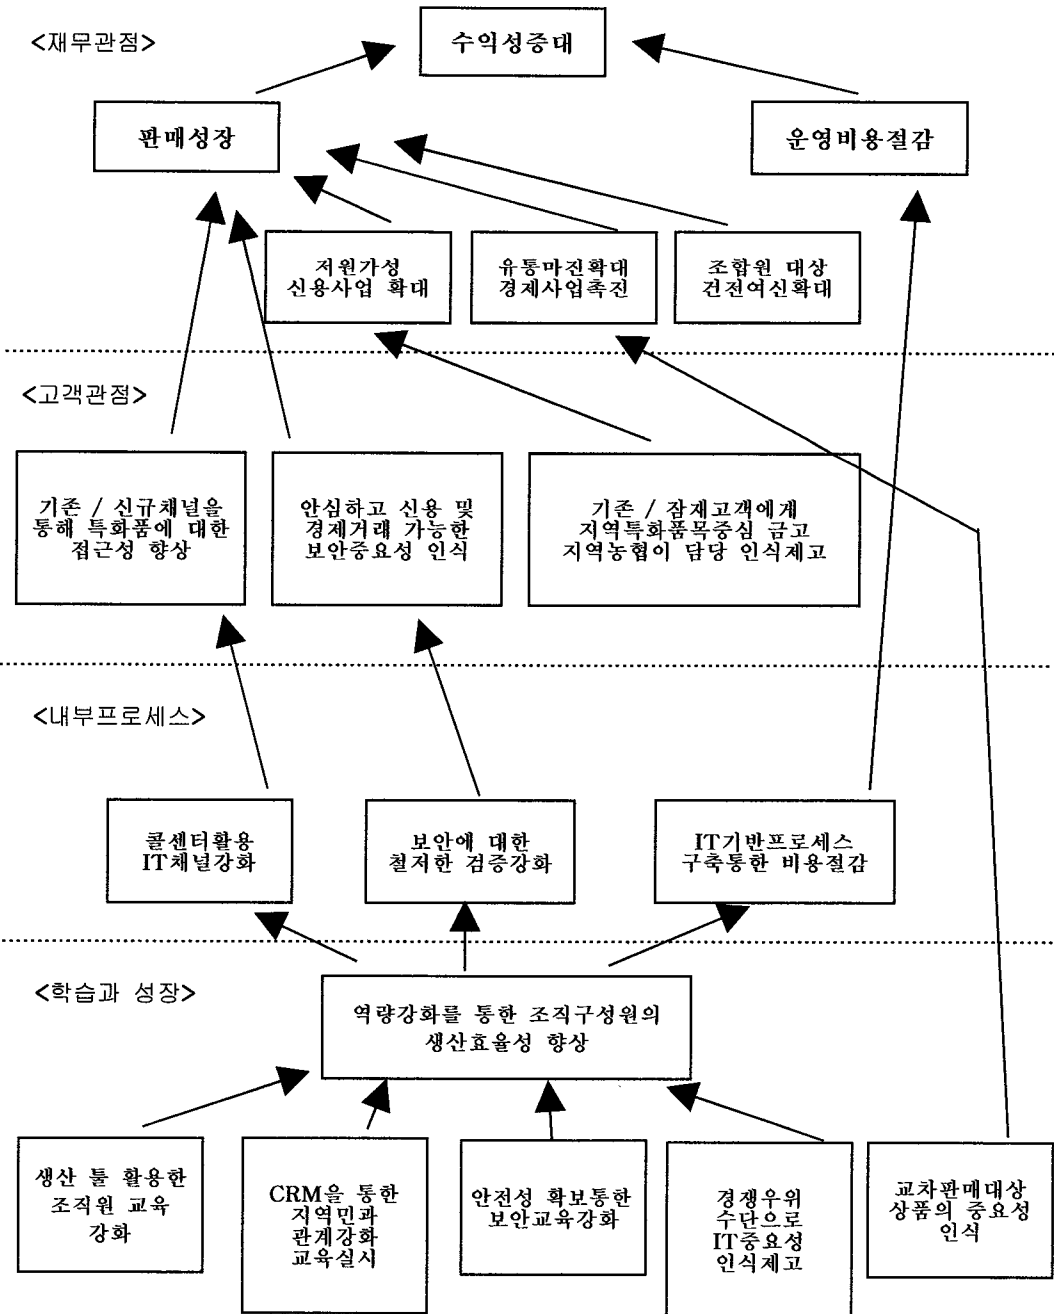 <재무관점>
수익성증대
판매성장
운영비용절감
저원가성
신용사업 확대
유통마진확대
경제사업촉진
조합원 대상
건전여신확대
<고객관점>
기존 / 신규채널을
통해 특화품에 대한
접근성 향상
안심하고 신용 및
경제거래 가능한
보안중요성 인식
기존 / 잠재고객에게
지역특화품목중심 금고
지역농협이 담당 인식제고
<내부프로세스>
콜센터활용
IT채널강화
보안에 대한
철저한 검증강화
IT기반프로세스
구축통한 비용절감
<학습과 성장>
역량강화를 통한 조직구성원의
생산효율성 향상
생산 툴 활용한
조직원 교육
강화
CRM을 통한
지역민과
관계강화
교육실시
안전성 확보통한
보안교육강화
경쟁우위
수단으로
IT중요성
인식제고
교차판매대상
상품의 중요성
인식